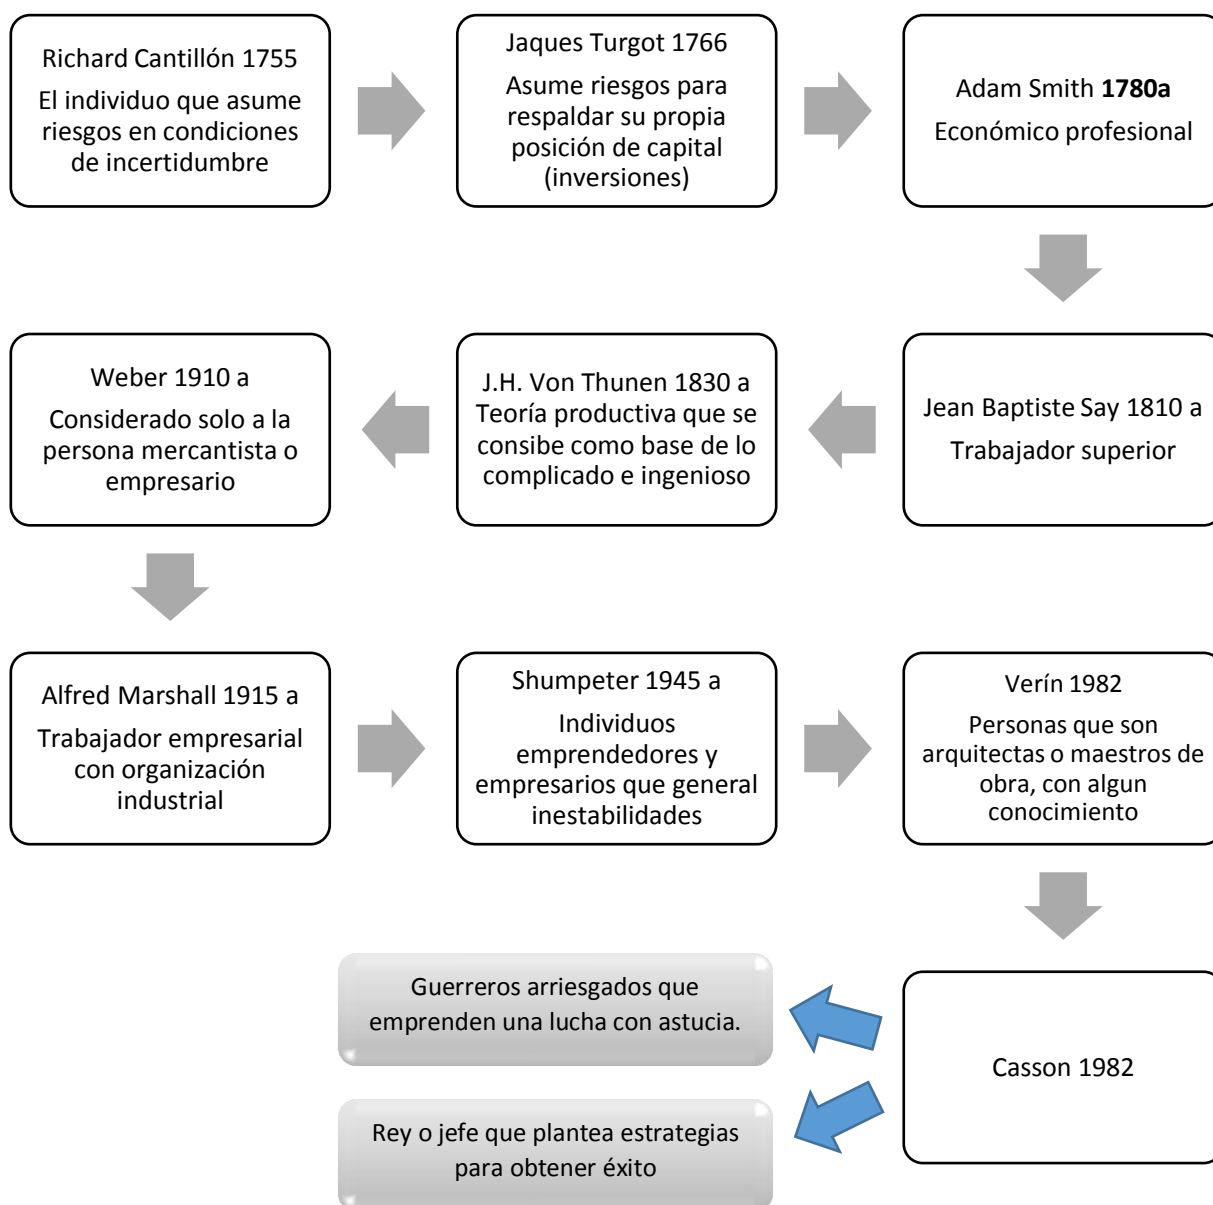 Richard Cantillón 1755
El individuo que asume
riesgos en condiciones
de incertidumbre
Jaques Turgot 1766
Asume riesgos para
respaldar su propia
posición de capital
(inversiones)
Adam Smith 1780a
Económico profesional
Jean Baptiste Say 1810 a
Trabajador superior
J.H. Von Thunen 1830 a
Teoría productiva que se
consibe como base de lo
complicado e ingenioso
Weber 1910 a
Considerado solo a la
persona mercantista o
empresario
Alfred Marshall 1915 a
Trabajador empresarial
con organización
industrial
Shumpeter 1945 a
Individuos
emprendedores y
empresarios que general
inestabilidades
Verín 1982
Personas que son
arquitectas o maestros de
obra, con algun
conocimiento
Casson 1982
Guerreros arriesgados que
emprenden una lucha con astucia.
Rey o jefe que plantea estrategias
para obtener éxito